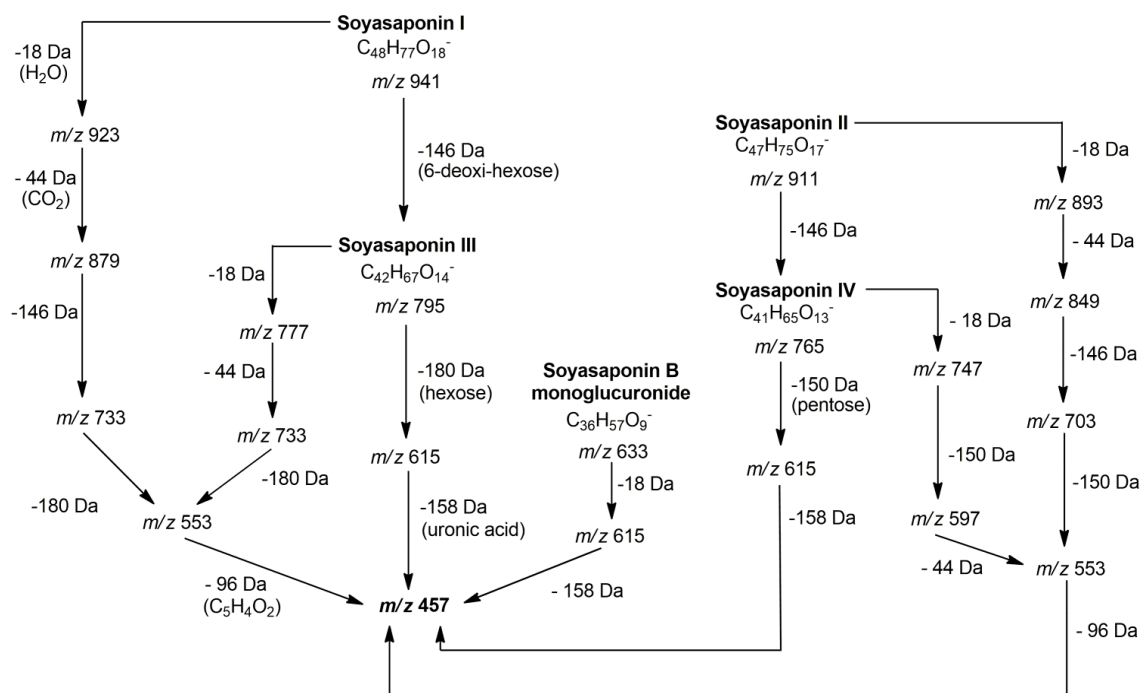 Soyasaponin I
C₄₈H₇₇O₁₈⁻
m/z 941
-18 Da
(H₂O)
m/z 923
- 44 Da
(CO₂)
m/z 879
-146 Da
m/z 733
-180 Da
-146 Da
(6-deoxi-hexose)
Soyasaponin III
C₄₂H₆₇O₁₄⁻
m/z 795
-18 Da
m/z 777
- 44 Da
m/z 733
-180 Da
m/z 553
- 96 Da
(C₅H₄O₂)
-180 Da
(hexose)
m/z 615
-158 Da
(uronic acid)
m/z 457
Soyasaponin B
monoglucuronide
C₃₆H₅₇O₉⁻
m/z 633
-18 Da
m/z 615
- 158 Da
Soyasaponin II
C₄₇H₇₅O₁₇⁻
m/z 911
-146 Da
Soyasaponin IV
C₄₁H₆₅O₁₃⁻
m/z 765
-150 Da
(pentose)
m/z 615
-158 Da
- 18 Da
m/z 747
-150 Da
m/z 597
- 44 Da
-18 Da
m/z 893
- 44 Da
m/z 849
-146 Da
m/z 703
-150 Da
m/z 553
- 96 Da